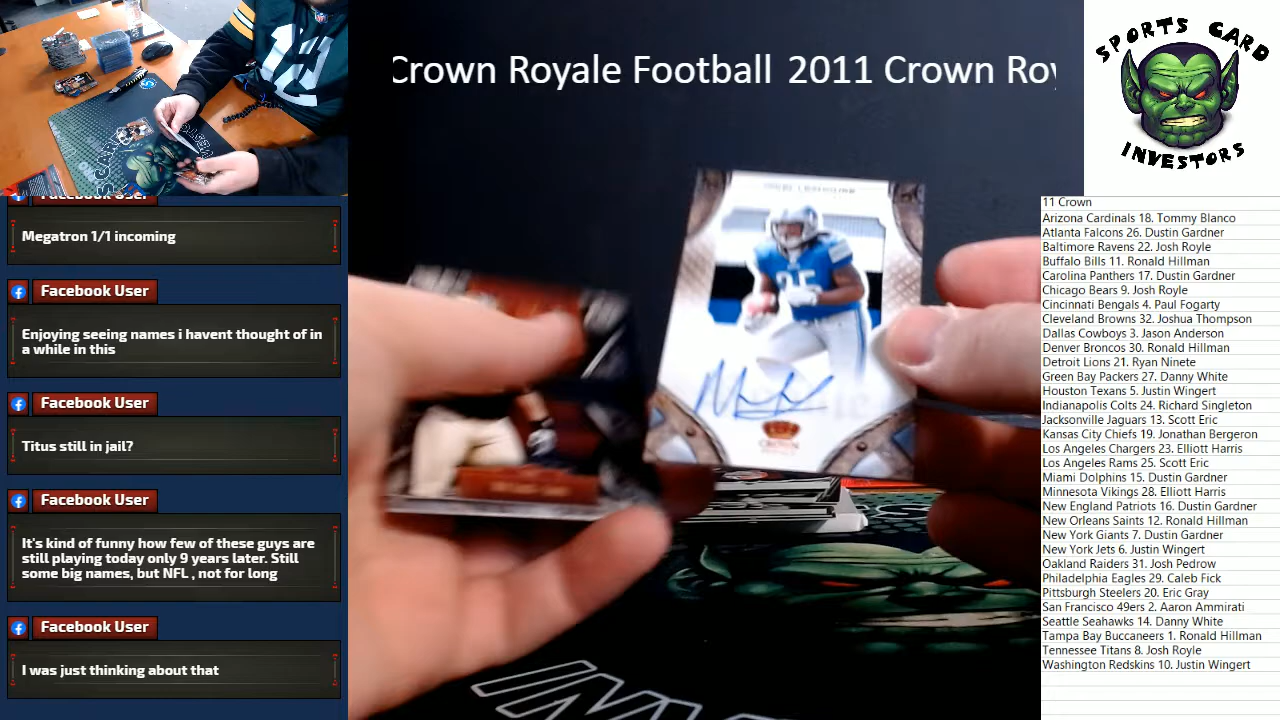 Crown Royale Football 2011 Crown Roy
SPORTS CARD
INVESTORS
Facebook User
Megatron 1/1 incoming
Facebook User
Enjoying seeing names i havent thought of in
a while in this
Facebook User
Titus still in jail?
Facebook User
It's kind of funny how few of these guys are
still playing today only 9 years later. Still
some big names, but NFL , not for long
Facebook User
I was just thinking about that
CROWN
11 Crown
Arizona Cardinals 18. Tommy Blanco
Atlanta Falcons 26. Dustin Gardner
Baltimore Ravens 22. Josh Royle
Buffalo Bills 11. Ronald Hillman
Carolina Panthers 17. Dustin Gardner
Chicago Bears 9. Josh Royle
Cincinnati Bengals 4. Paul Fogarty
Cleveland Browns 32. Joshua Thompson
Dallas Cowboys 3. Jason Anderson
Denver Broncos 30. Ronald Hillman
Detroit Lions 21. Ryan Ninete
Green Bay Packers 27. Danny White
Houston Texans 5. Justin Wingert
Indianapolis Colts 24. Richard Singleton
Jacksonville Jaguars 13. Scott Eric
Kansas City Chiefs 19. Jonathan Bergeron
Los Angeles Chargers 23. Elliott Harris
Los Angeles Rams 25. Scott Eric
Miami Dolphins 15. Dustin Gardner
Minnesota Vikings 28. Elliott Harris
New England Patriots 16. Dustin Gardner
New Orleans Saints 12. Ronald Hillman
New York Giants 7. Dustin Gardner
New York Jets 6. Justin Wingert
Oakland Raiders 31. Josh Pedrow
Philadelphia Eagles 29. Caleb Fick
Pittsburgh Steelers 20. Eric Gray
San Francisco 49ers 2. Aaron Ammirati
Seattle Seahawks 14. Danny White
Tampa Bay Buccaneers 1. Ronald Hillman
Tennessee Titans 8. Josh Royle
Washington Redskins 10. Justin Wingert